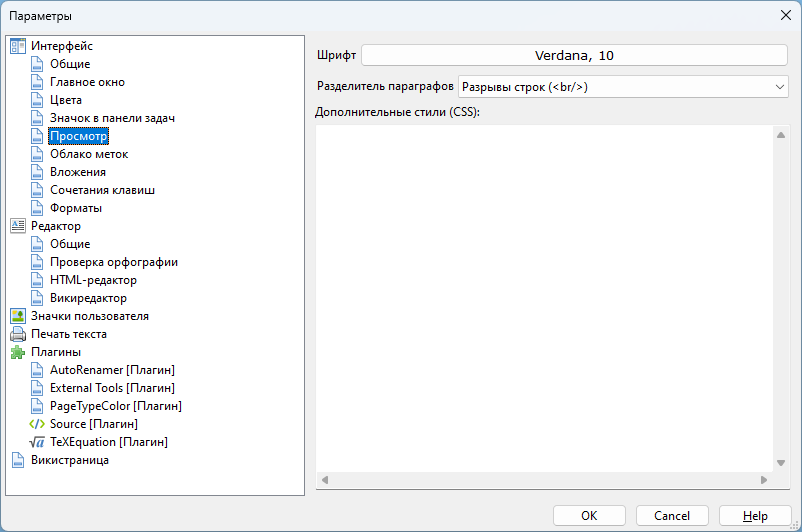 Параметры
Интерфейс
Общие
Главное окно
Цвета
Значок в панели задач
Просмотр
Облако меток
Вложения
Сочетания клавиш
Форматы
Редактор
Общие
Проверка орфографии
HTML-редактор
Викиредактор
Значки пользователя
Печать текста
Плагины
AutoRenamer [Плагин]
External Tools [Плагин]
PageTypeColor [Плагин]
Source [Плагин]
TeXEquation [Плагин]
Викистраница
Шрифт Verdana, 10
Разделитель параграфов Разрывы строк (<br/>)
Дополнительные стили (CSS):
OK Cancel Help